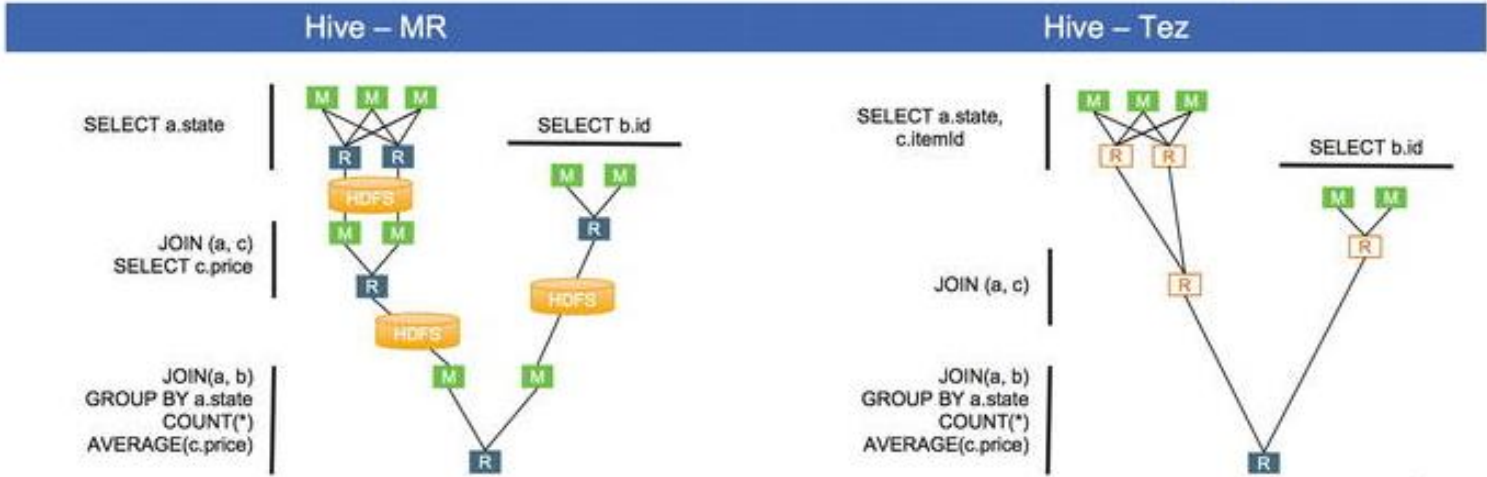 Hive – MR
SELECT a.state
M M M
R R
HDFS
SELECT b.id
M M
R
HDFS
JOIN (a, c)
SELECT c.price
M M
R
HDFS
JOIN(a, b)
GROUP BY a.state
COUNT(*)
AVERAGE(c.price)
M M
R
Hive – Tez
SELECT a.state,
c.itemId
M M M
R R
SELECT b.id
M M
R
JOIN (a, c)
R
JOIN(a, b)
GROUP BY a.state
COUNT(*)
AVERAGE(c.price)
R